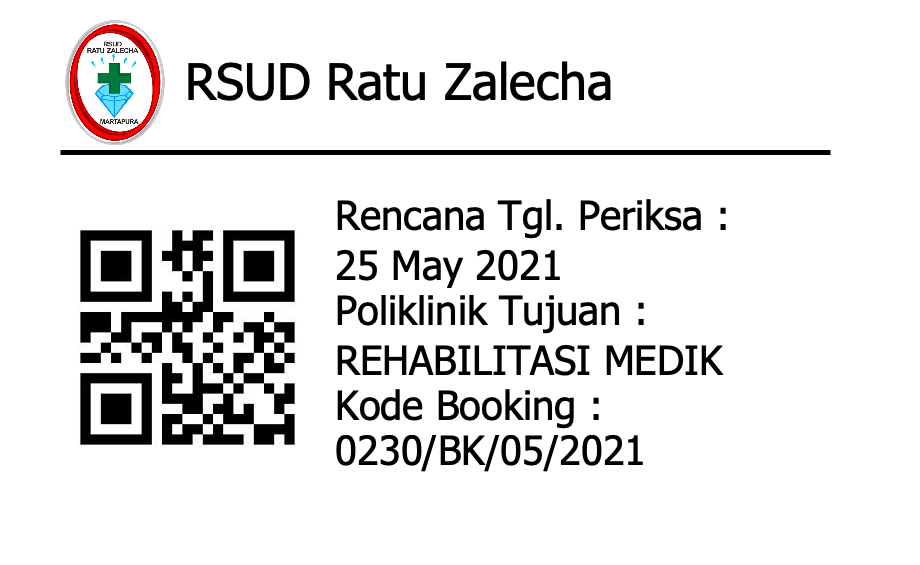 RSUD
RATU ZALECHA
MARTAPURA
RSUD Ratu Zalecha
Rencana Tgl. Periksa :
25 May 2021
Poliklinik Tujuan :
REHABILITASI MEDIK
Kode Booking :
0230/BK/05/2021